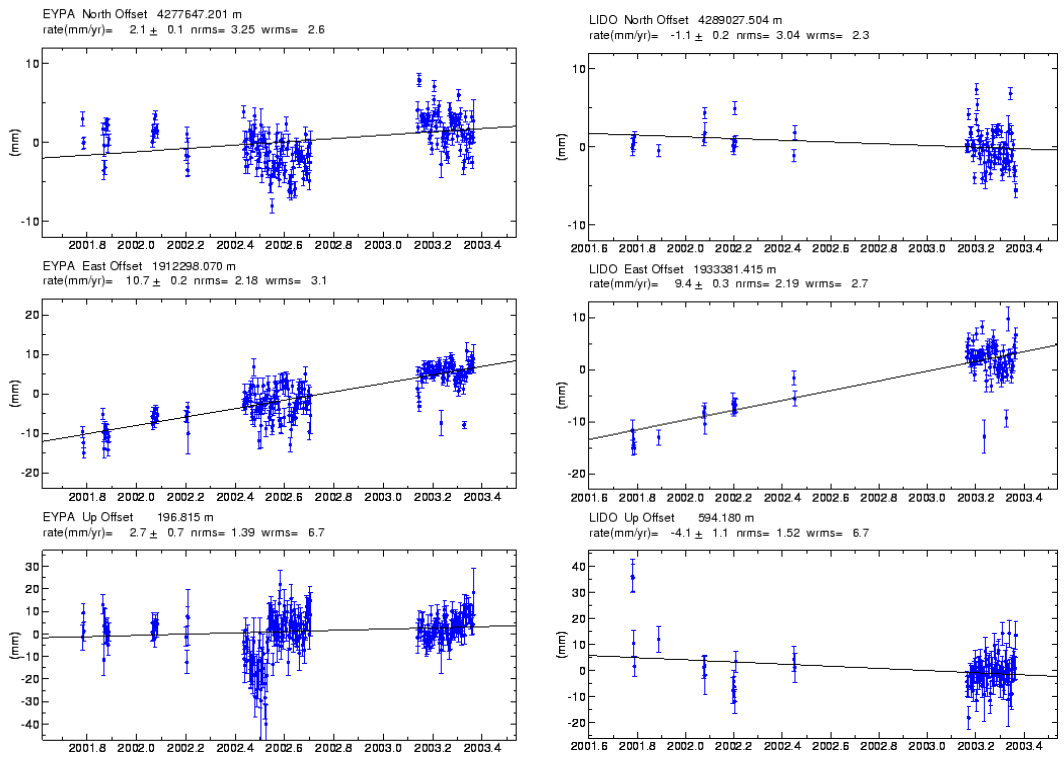 EYPA North Offset 4277647.201 m
rate(mm/yr)= 2.1 ± 0.1 nrms= 3.25 wrms= 2.6
10
0
-10
(mm)
2001.8 2002.0 2002.2 2002.4 2002.6 2002.8 2003.0 2003.2 2003.4
EYPA East Offset 1912298.070 m
rate(mm/yr)= 10.7 ± 0.2 nrms= 2.18 wrms= 3.1
20
10
0
-10
-20
(mm)
2001.8 2002.0 2002.2 2002.4 2002.6 2002.8 2003.0 2003.2 2003.4
EYPA Up Offset 196.815 m
rate(mm/yr)= 2.7 ± 0.7 nrms= 1.39 wrms= 6.7
30
20
10
0
-10
-20
-30
-40
(mm)
2001.8 2002.0 2002.2 2002.4 2002.6 2002.8 2003.0 2003.2 2003.4
LIDO North Offset 4289027.504 m
rate(mm/yr)= -1.1 ± 0.2 nrms= 3.04 wrms= 2.3
10
0
-10
(mm)
2001.6 2001.8 2002.0 2002.2 2002.4 2002.6 2002.8 2003.0 2003.2 2003.4
LIDO East Offset 1933381.415 m
rate(mm/yr)= 9.4 ± 0.3 nrms= 2.19 wrms= 2.7
10
0
-10
-20
(mm)
2001.6 2001.8 2002.0 2002.2 2002.4 2002.6 2002.8 2003.0 2003.2 2003.4
LIDO Up Offset 594.180 m
rate(mm/yr)= -4.1 ± 1.1 nrms= 1.52 wrms= 6.7
40
30
20
10
0
-10
-20
(mm)
2001.6 2001.8 2002.0 2002.2 2002.4 2002.6 2002.8 2003.0 2003.2 2003.4